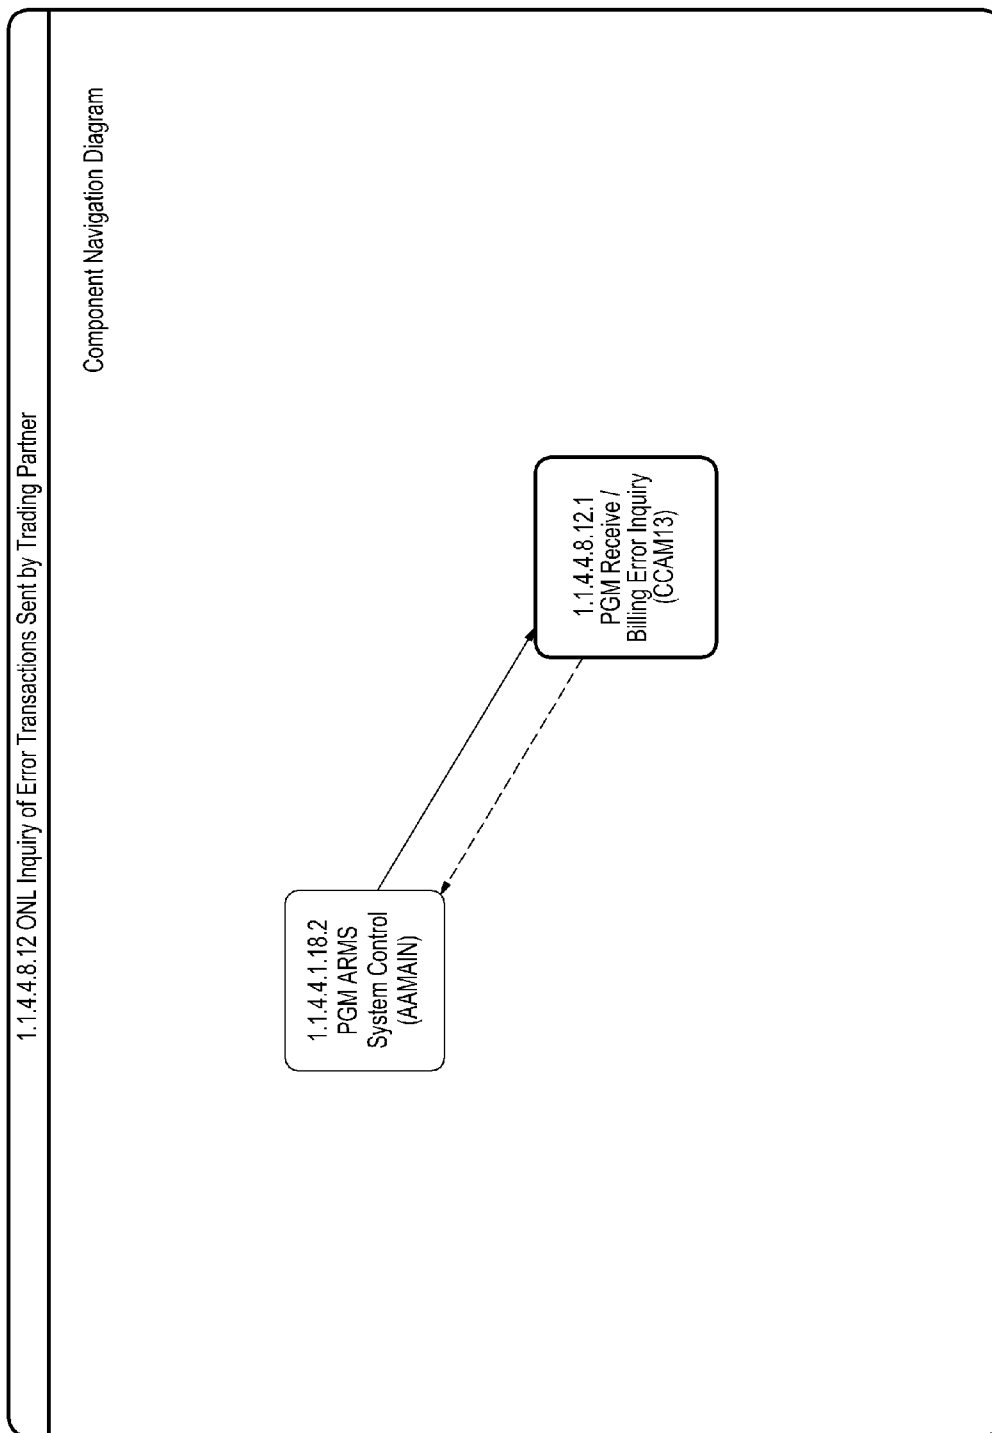 1.1.4.4.8.12 ONL Inquiry of Error Transactions Sent by Trading Partner
Component Navigation Diagram
1.1.4.4.1.18.2
PGM ARMS
System Control
(AAMAIN)
1.1.4.4.8.12.1
PGM Receive /
Billing Error Inquiry
(CCAM13)